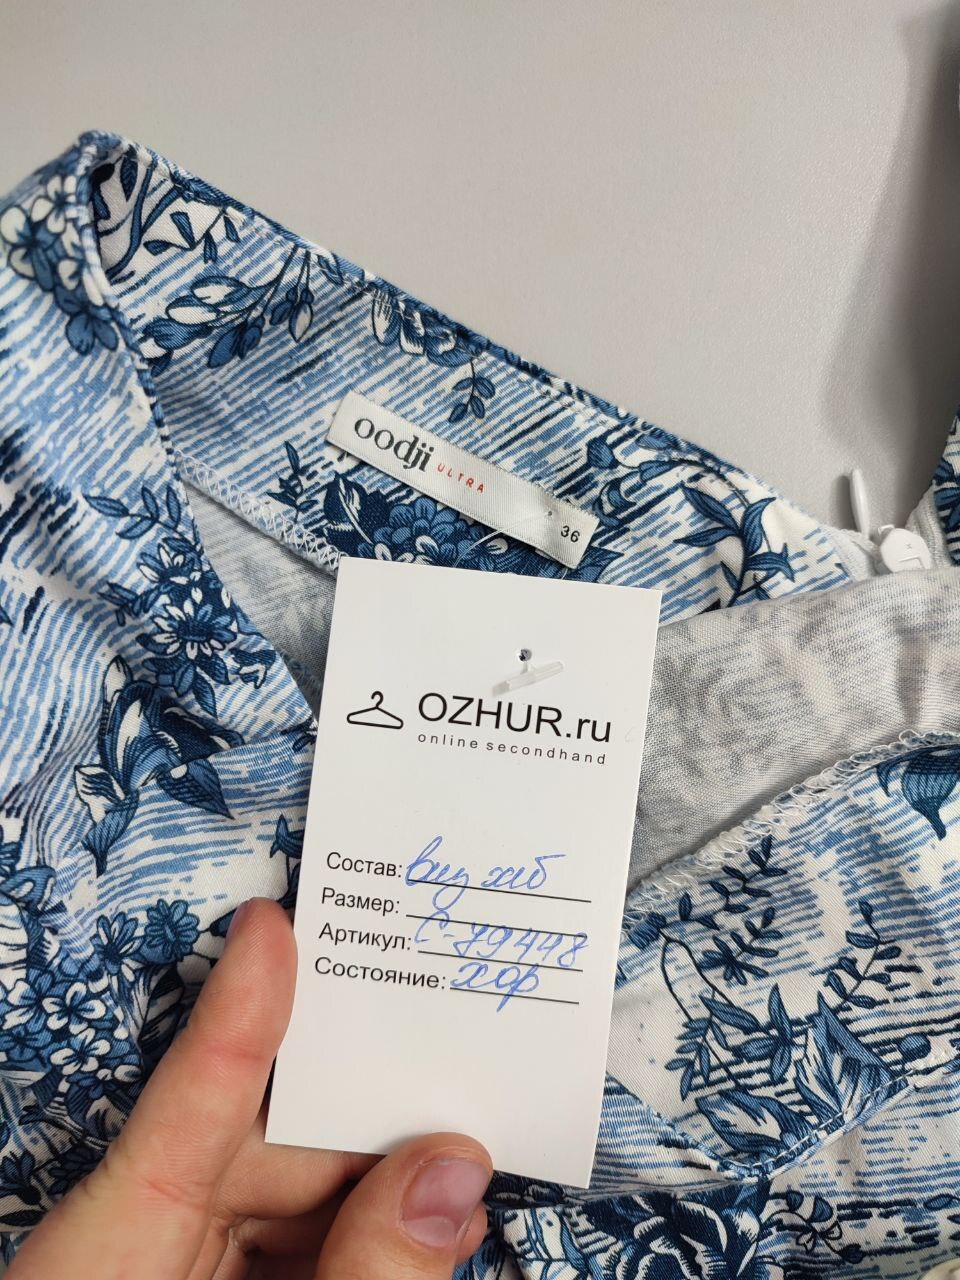 oodji ULTRA
36
OZHUR.ru
online secondhand
Состав: виз хлб
Размер:
Артикул: С-79448
Состояние: хор